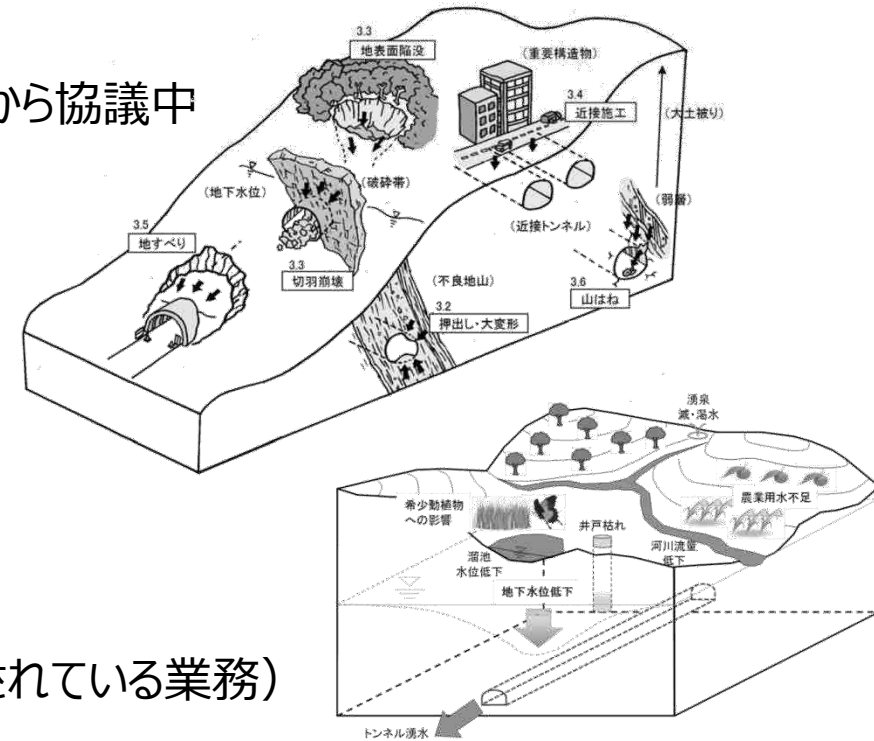 から協議中
3.3
地表面陥没
(重要構造物)
3.4
近接施工
(大土被り)
(地下水位)
(破砕帯)
(弱層)
3.5
地すべり
(近接トンネル)
3.3
切羽崩壊
(不良地山)
3.6
山はね
3.2
押出し・大変形
湧泉
減・渇水
希少動植物
への影響
井戸枯れ
農業用水不足
溜池
水位低下
河川流量
低下
地下水位低下
されている業務)
トンネル湧水